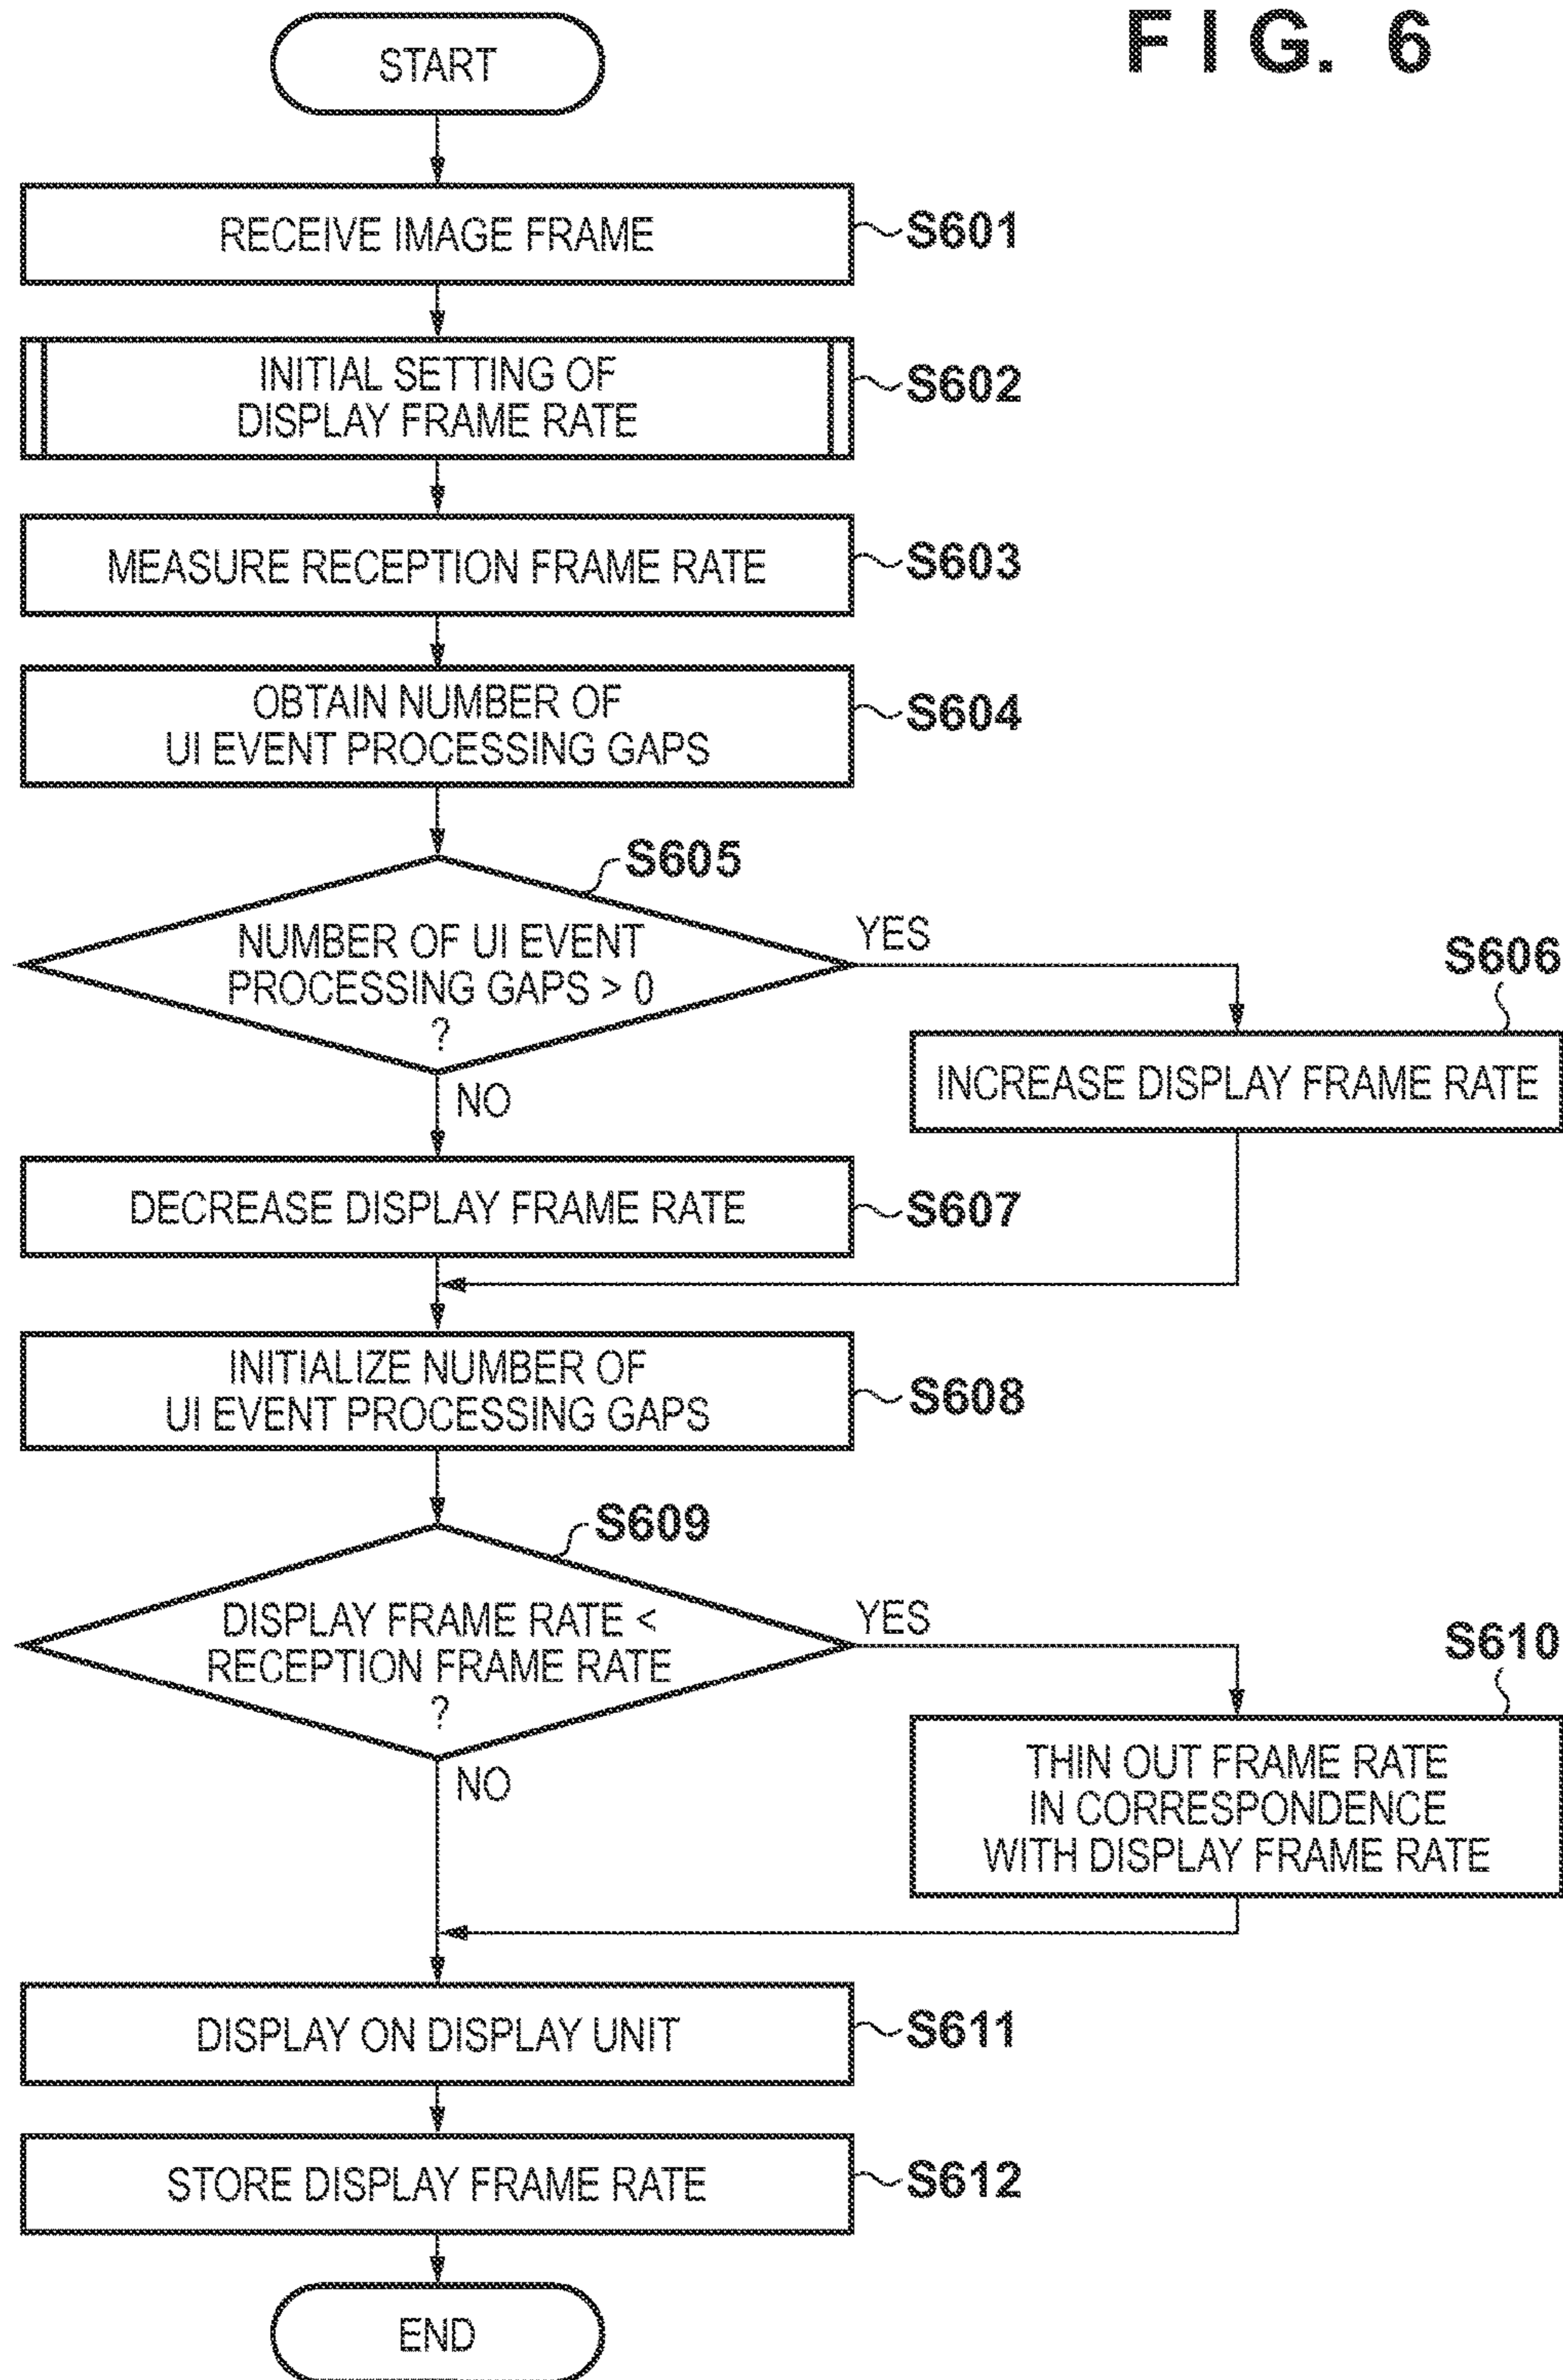 FIG. 6
START
RECEIVE IMAGE FRAME
S601
INITIAL SETTING OF
DISPLAY FRAME RATE
S602
MEASURE RECEPTION FRAME RATE
S603
OBTAIN NUMBER OF
UI EVENT PROCESSING GAPS
S604
S605
NUMBER OF UI EVENT
PROCESSING GAPS > 0
?
YES
NO
S606
INCREASE DISPLAY FRAME RATE
DECREASE DISPLAY FRAME RATE
S607
INITIALIZE NUMBER OF
UI EVENT PROCESSING GAPS
S608
S609
DISPLAY FRAME RATE <
RECEPTION FRAME RATE
?
YES
NO
S610
THIN OUT FRAME RATE
IN CORRESPONDENCE
WITH DISPLAY FRAME RATE
DISPLAY ON DISPLAY UNIT
S611
STORE DISPLAY FRAME RATE
S612
END